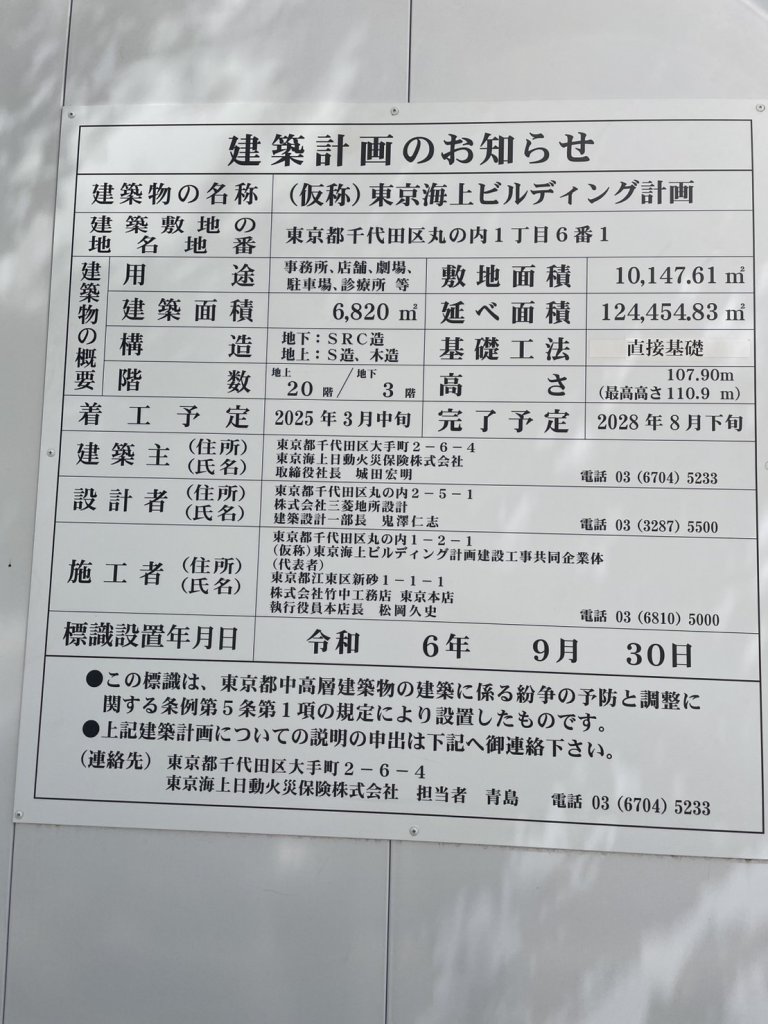 建築計画のお知らせ
建築物の名称 (仮称)東京海上ビルディング計画
建築敷地の地名地番 東京都千代田区丸の内1丁目6番1
建築物の概要
用途 事務所、店舗、劇場、駐車場、診療所 等 敷地面積 10,147.61 ㎡
建築面積 6,820 ㎡ 延べ面積 124,454.83 ㎡
構造 地下：SRC造 地上：S造、木造 基礎工法 直接基礎
階数 地上 20 階 / 地下 3 階 高さ 107.90m (最高高さ110.9 m)
着工予定 2025年3月中旬 完了予定 2028年8月下旬
建築主 (住所) (氏名)
東京都千代田区大手町2-6-4
東京海上日動火災保険株式会社
取締役社長 城田宏明 電話 03 (6704) 5233
設計者 (住所) (氏名)
東京都千代田区丸の内2-5-1
株式会社三菱地所設計
建築設計一部長 鬼澤仁志 電話 03 (3287) 5500
施工者 (住所) (氏名)
東京都千代田区丸の内1-2-1
(仮称)東京海上ビルディング計画建設工事共同企業体
(代表者)
東京都江東区新砂1-1-1
株式会社竹中工務店 東京本店
執行役員本店長 松岡久史 電話 03 (6810) 5000
標識設置年月日 令和 6年 9月 30日
●この標識は、東京都中高層建築物の建築に係る紛争の予防と調整に
関する条例第5条第1項の規定により設置したものです。
●上記建築計画についての説明の申出は下記へ御連絡下さい。
(連絡先) 東京都千代田区大手町2-6-4
東京海上日動火災保険株式会社 担当者 青島 電話 03 (6704) 5233